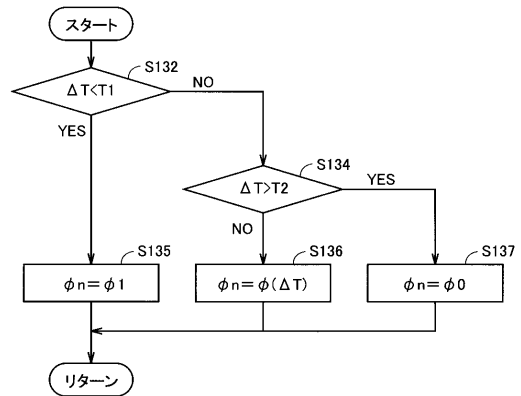 スタート
S132
ΔT<T1
NO
YES
S134
ΔT>T2
YES
NO
S135
S136
S137
φn=φ1
φn=φ(ΔT)
φn=φ0
リターン